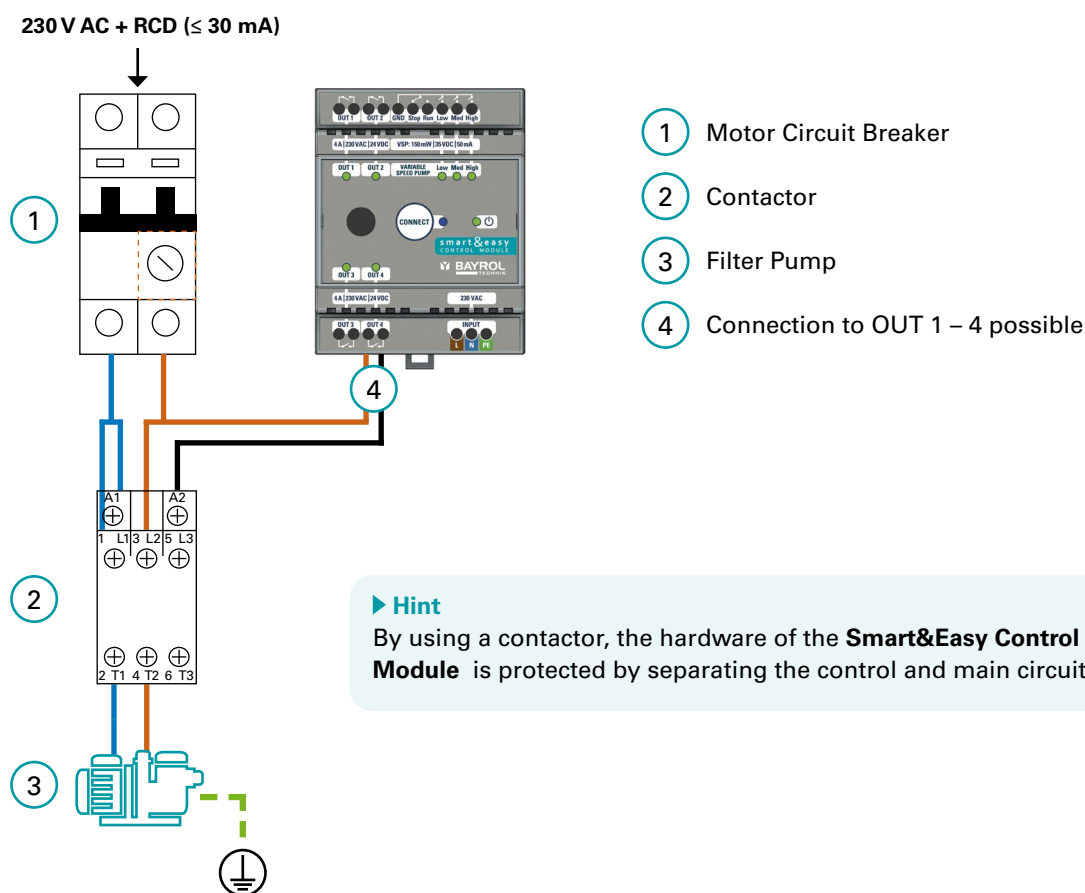 230 V AC + RCD (≤ 30 mA)
OUT 1 OUT 2 GND Stop Run Low Med High
4 A | 230 VAC | 24 VDC VSP: 150 mW | 35 VDC | 50 mA
OUT 1 OUT 2 VARIABLE SPEED PUMP Low Med High
CONNECT
smart&easy
CONTROL MODULE
BAYROL
TECHNIK
OUT 3 OUT 4
4 A | 230 VAC | 24 VDC 230 VAC
OUT 3 OUT 4 INPUT
L N PE
1 Motor Circuit Breaker
2 Contactor
3 Filter Pump
4 Connection to OUT 1 – 4 possible
1
4
A1 A2
1 L1 3 L2 5 L3
2
2 T1 4 T2 6 T3
3
Hint
By using a contactor, the hardware of the Smart&Easy Control
Module is protected by separating the control and main circuit